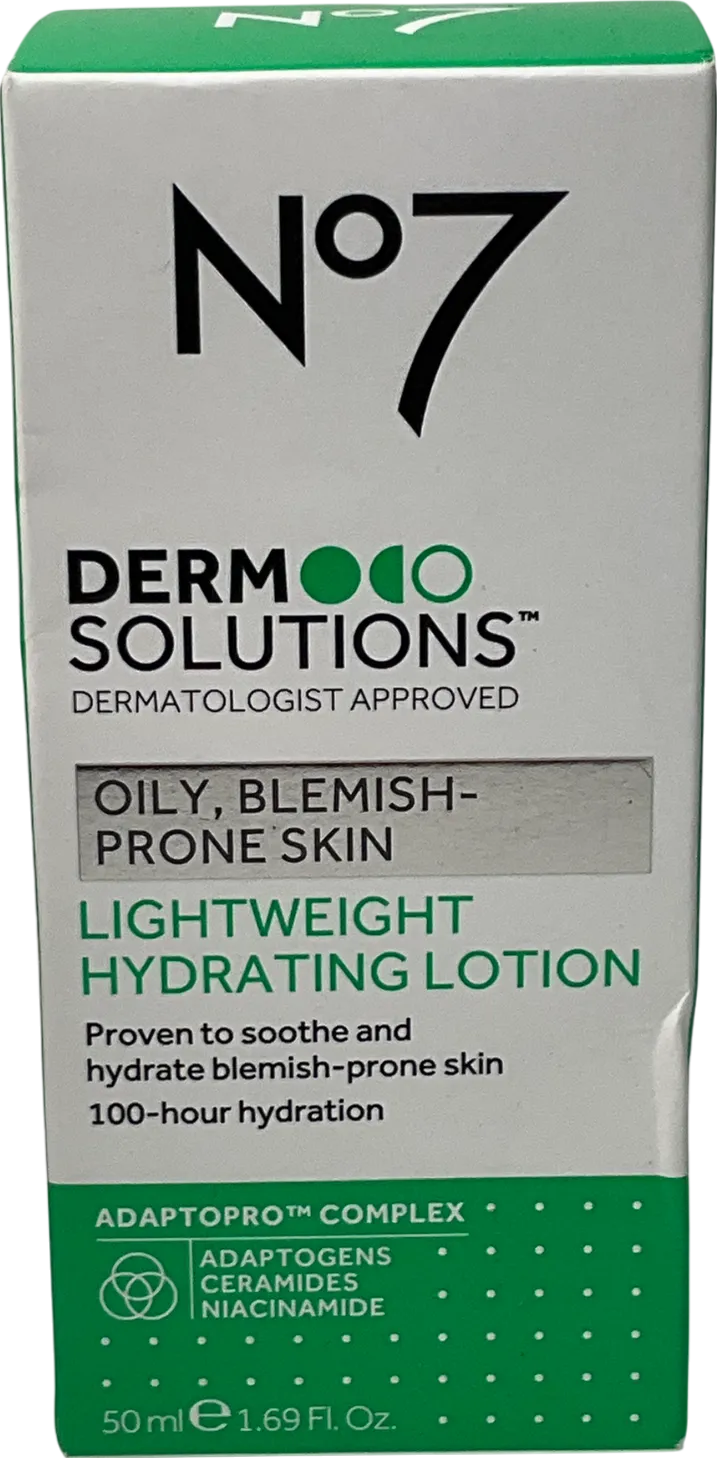 Nº7
Nº7
DERM
SOLUTIONS™
DERMATOLOGIST APPROVED
OILY, BLEMISH-
PRONE SKIN
LIGHTWEIGHT
HYDRATING LOTION
Proven to soothe and
hydrate blemish-prone skin
100-hour hydration
ADAPTOPRO™ COMPLEX
ADAPTOGENS
CERAMIDES
NIACINAMIDE
50 ml ℮ 1.69 Fl. Oz.